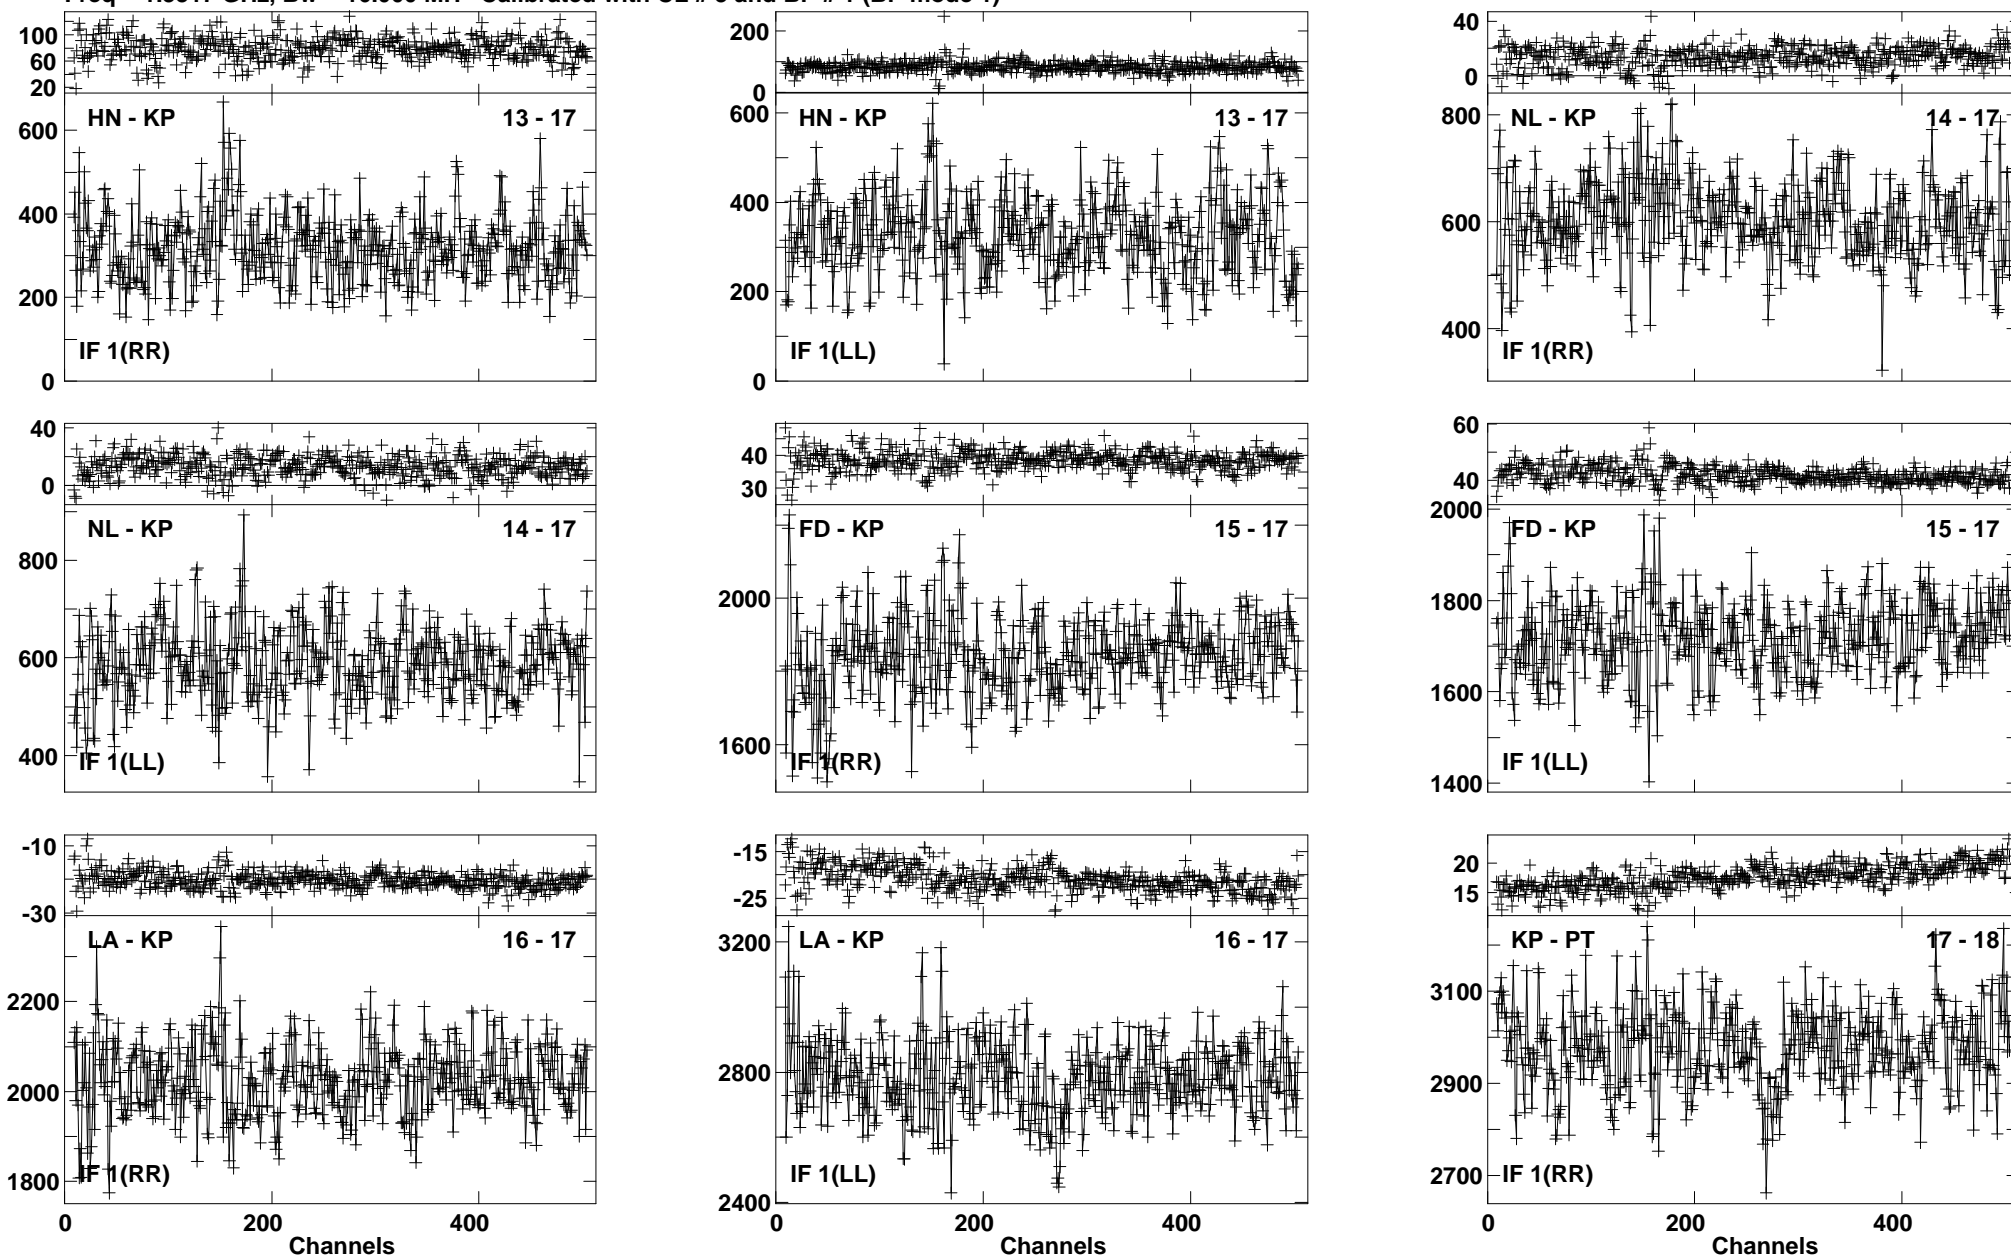 100
60
20
HN - KP 13 - 17
600
400
200
0
IF 1(RR)
200
0
HN - KP 13 - 17
600
400
200
0
IF 1(LL)
40
0
NL - KP 14 - 17
800
600
400
IF 1(RR)
40
0
NL - KP 14 - 17
800
600
400
IF 1(LL)
40
30
FD - KP 15 - 17
2000
1600
IF 1(RR)
60
40
2000
FD - KP 15 - 17
1800
1600
1400
IF 1(LL)
-10
-30
LA - KP 16 - 17
2200
2000
1800
IF 1(RR)
0 200 400
Channels
-15
-25
LA - KP 16 - 17
3200
2800
2400
IF 1(LL)
0 200 400
Channels
20
15
KP - PT 17 - 18
3100
2900
2700
IF 1(RR)
0 200 400
Channels